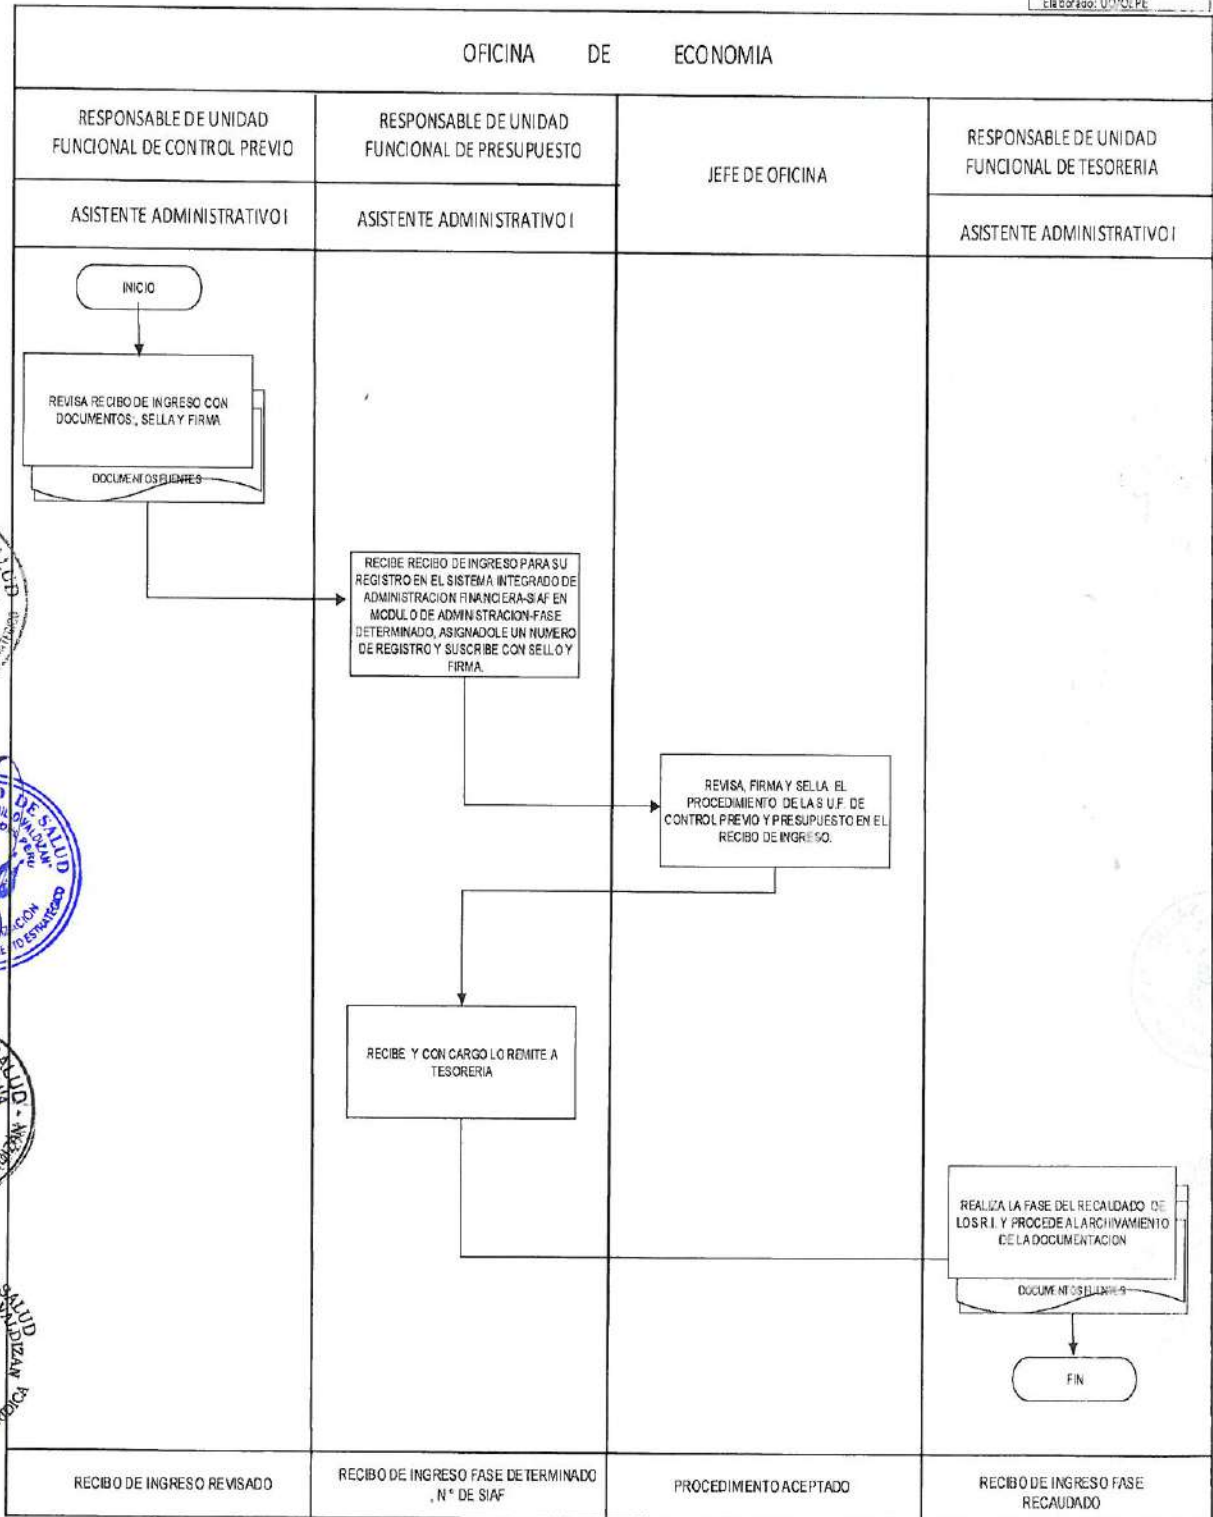 Elaborado: UO/OEPE
OFICINA DE ECONOMIA
RESPONSABLE DE UNIDAD
FUNCIONAL DE CONTROL PREVIO
RESPONSABLE DE UNIDAD
FUNCIONAL DE PRESUPUESTO
JEFE DE OFICINA
RESPONSABLE DE UNIDAD
FUNCIONAL DE TESORERIA
ASISTENTE ADMINISTRATIVO I
ASISTENTE ADMINISTRATIVO I
ASISTENTE ADMINISTRATIVO I
INICIO
REVISA RECIBO DE INGRESO CON
DOCUMENTOS:, SELLA Y FIRMA
DOCUMENTOS FUENTES
RECIBE RECIBO DE INGRESO PARA SU
REGISTRO EN EL SISTEMA INTEGRADO DE
ADMINISTRACION FINANCIERA-SIAF EN
MODULO DE ADMINISTRACION-FASE
DETERMINADO, ASIGNADOLE UN NUMERO
DE REGISTRO Y SUSCRIBE CON SELLO Y
FIRMA.
REVISA, FIRMA Y SELLA EL
PROCEDIMIENTO DE LAS U.F. DE
CONTROL PREVIO Y PRESUPUESTO EN EL
RECIBO DE INGRESO.
RECIBE Y CON CARGO LO REMITE A
TESORERIA
REALIZA LA FASE DEL RECAUDADO DE
LOS R.I. Y PROCEDE AL ARCHIVAMIENTO
DE LA DOCUMENTACION
DOCUMENTOS FUENTES
FIN
RECIBO DE INGRESO REVISADO
RECIBO DE INGRESO FASE DETERMINADO
, N° DE SIAF
PROCEDIMIENTO ACEPTADO
RECIBO DE INGRESO FASE
RECAUDADO
DE SALUD
PERU
SALUD
VALDIZAN